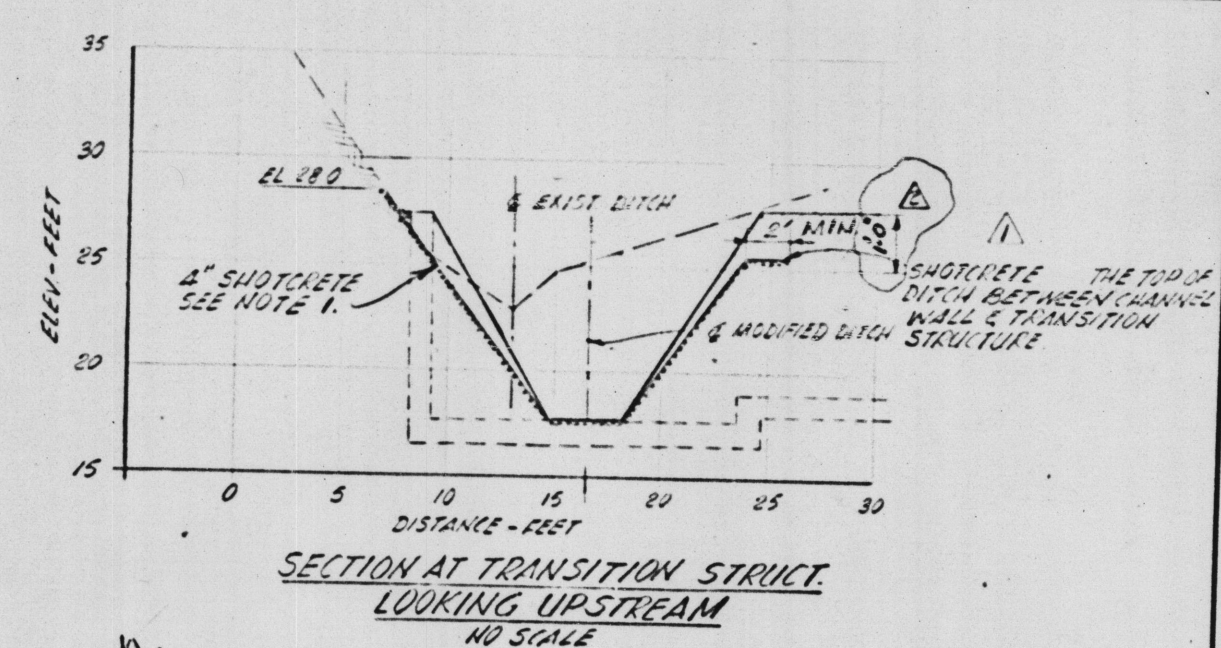 35
30
25
20
15
ELEV.-FEET
EL 28.0
℄ EXIST DITCH
2
1
2' MIN.
SHOTCRETE THE TOP OF
DITCH BETWEEN CHANNEL
WALL & TRANSITION
STRUCTURE.
4" SHOTCRETE
SEE NOTE 1.
℄ MODIFIED DITCH
0 5 10 15 20 25 30
DISTANCE-FEET
SECTION AT TRANSITION STRUCT.
LOOKING UPSTREAM
NO SCALE